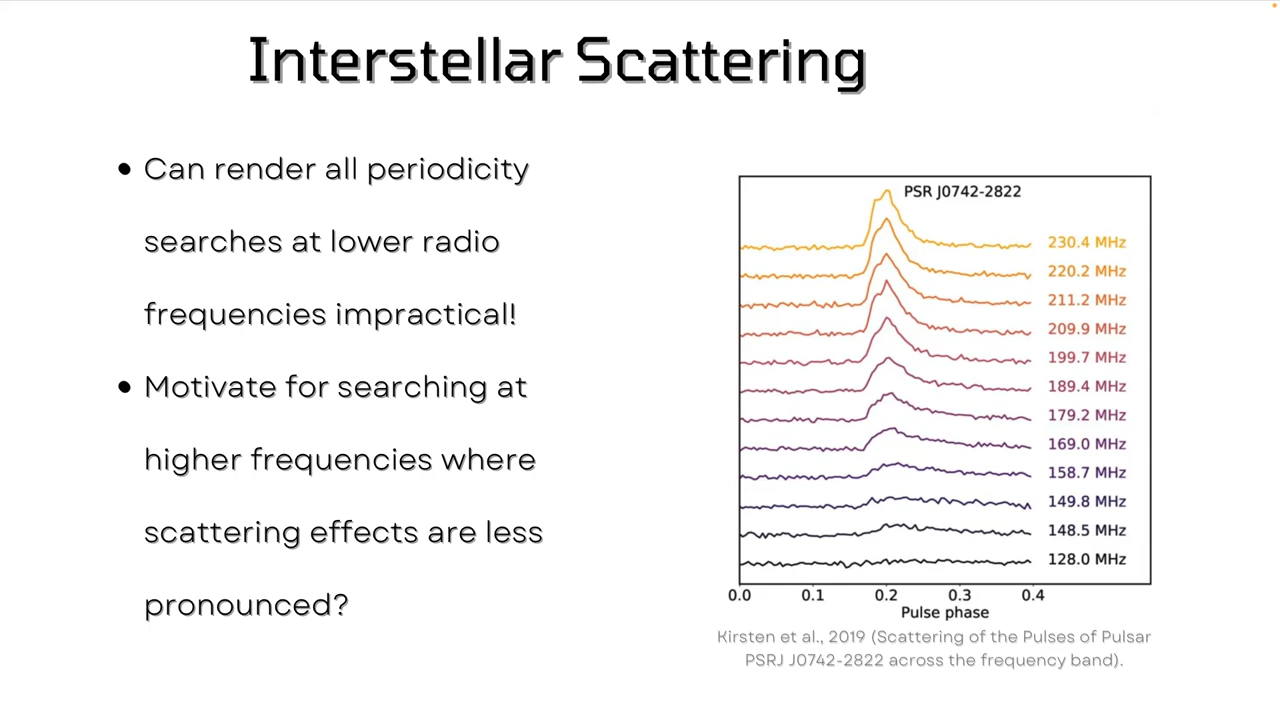 Interstellar Scattering
• Can render all periodicity
searches at lower radio
frequencies impractical!
• Motivate for searching at
higher frequencies where
scattering effects are less
pronounced?
PSR J0742-2822
230.4 MHz
220.2 MHz
211.2 MHz
209.9 MHz
199.7 MHz
189.4 MHz
179.2 MHz
169.0 MHz
158.7 MHz
149.8 MHz
148.5 MHz
128.0 MHz
0.0 0.1 0.2 0.3 0.4
Pulse phase
Kirsten et al., 2019 (Scattering of the Pulses of Pulsar
PSRJ J0742-2822 across the frequency band).